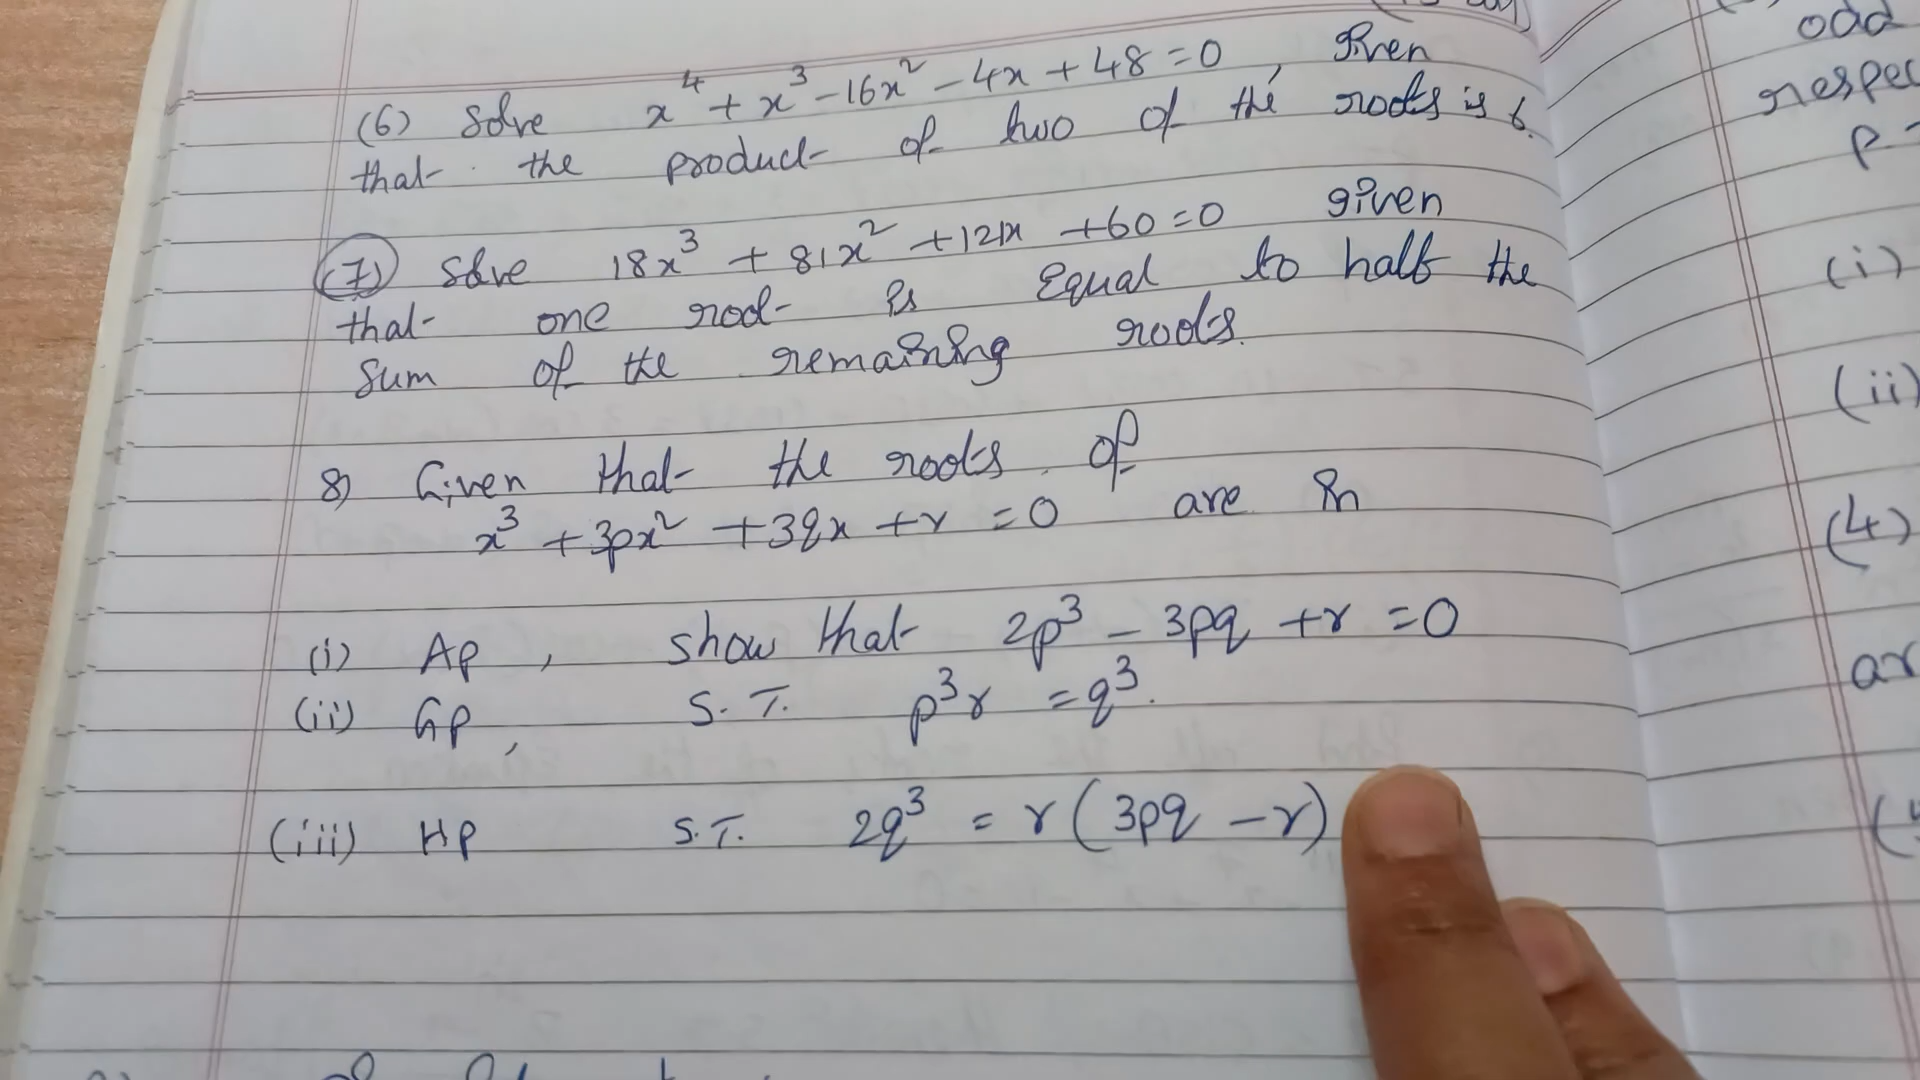 (6) Solve x⁴ + x³ - 16x² - 4x + 48 = 0, given
that the product of two of the roots is 6.
(7) Solve 18x³ + 81x² + 121x + 60 = 0 given
that one root is Equal to half the
Sum of the remaining roots.
8) Given that the roots of
x³ + 3px² + 3qx + r = 0 are in
(i) AP, show that 2p³ - 3pq + r = 0
(ii) GP, S.T. p³r = q³.
(iii) HP S.T. 2q³ = r(3pq - r)
odd
respec
p
(i)
(ii)
(4)
ar